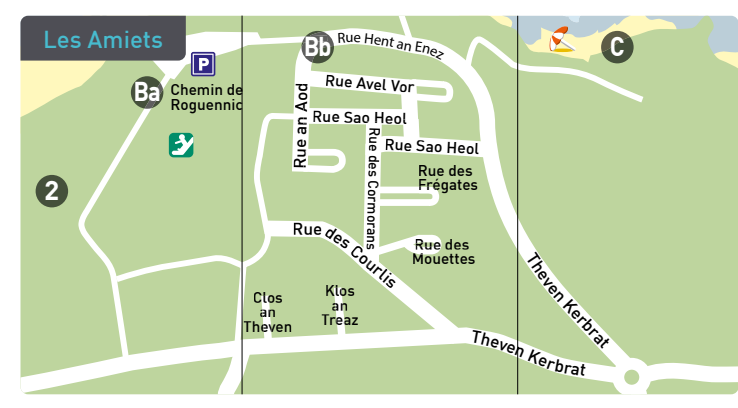 Les Amiets
P
Ba
Chemin de
Roguennic
2
Bb
Rue Hent an Enez
C
Rue Avel Vor
Rue an Aod
Rue Sao Heol
Rue des Cormorans
Rue Sao Heol
Rue des
Frégates
Rue des Courlis
Rue des
Mouettes
Clos
an
Theven
Klos
an
Treaz
Theven Kerbrat
Theven Kerbrat